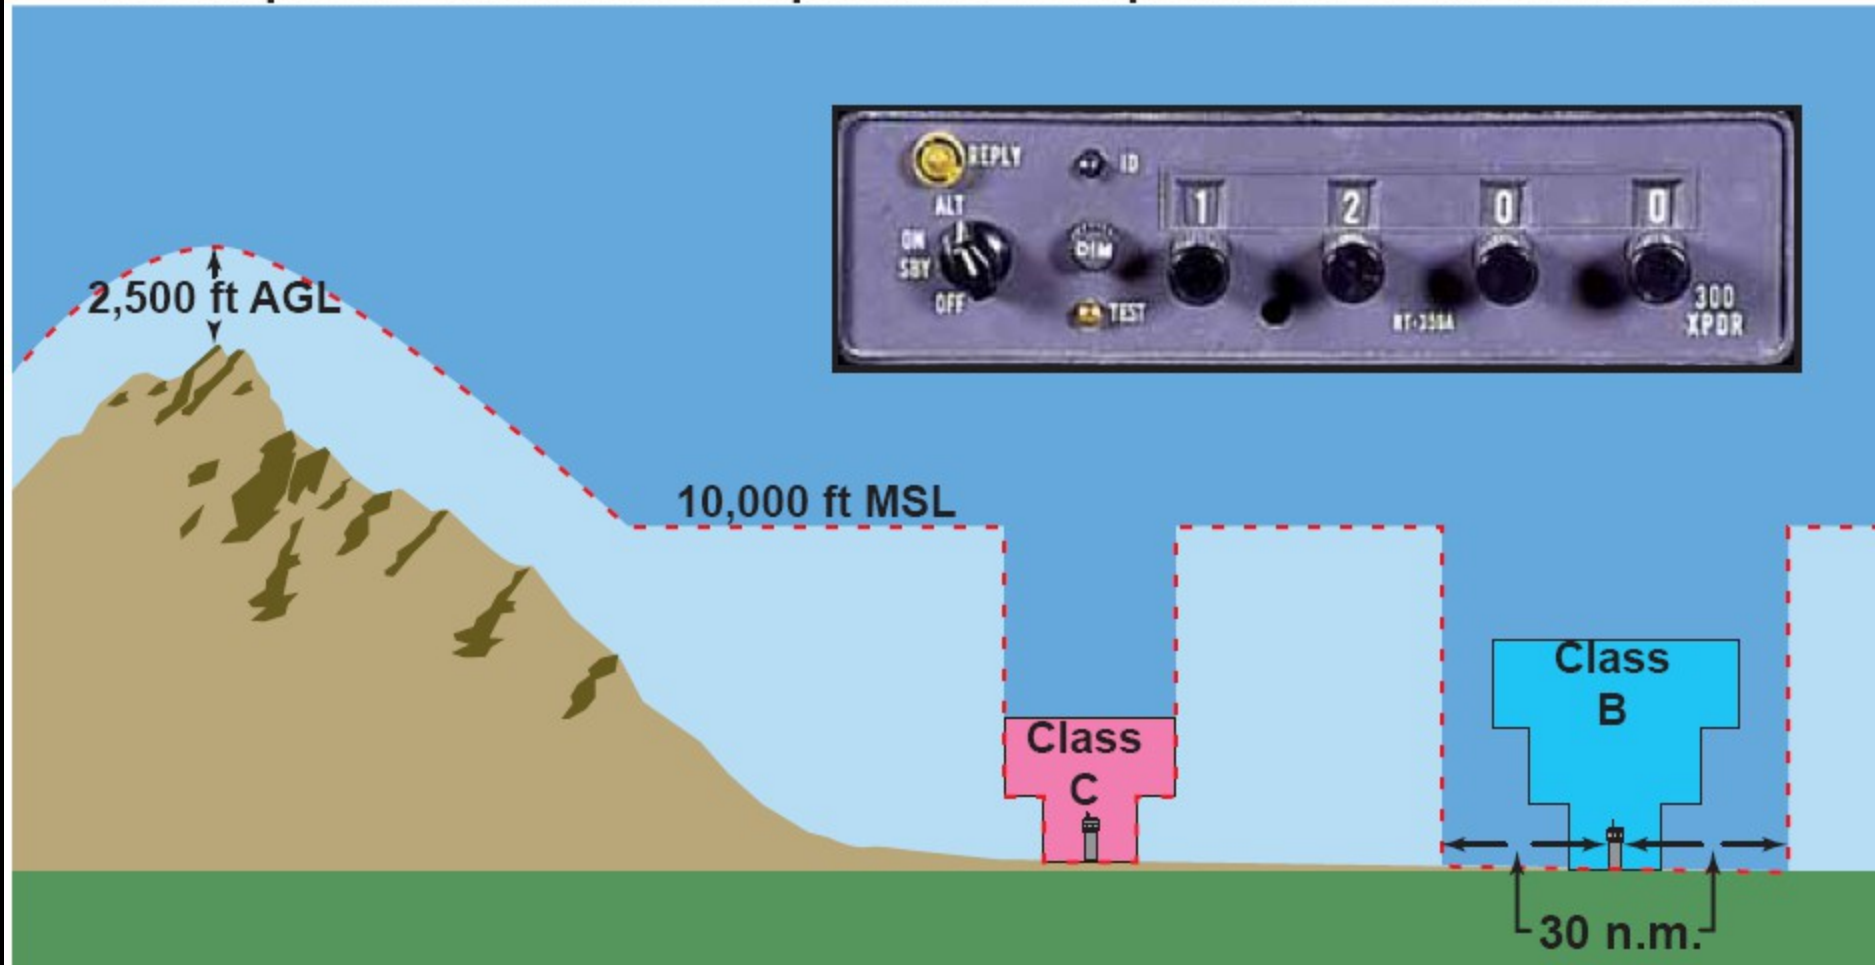 REPLY
ID
1 2 0 0
ALT
ON
SBY
OFF
DIM
TEST
300
XPDR
2,500 ft AGL
10,000 ft MSL
Class
B
Class
C
30 n.m.